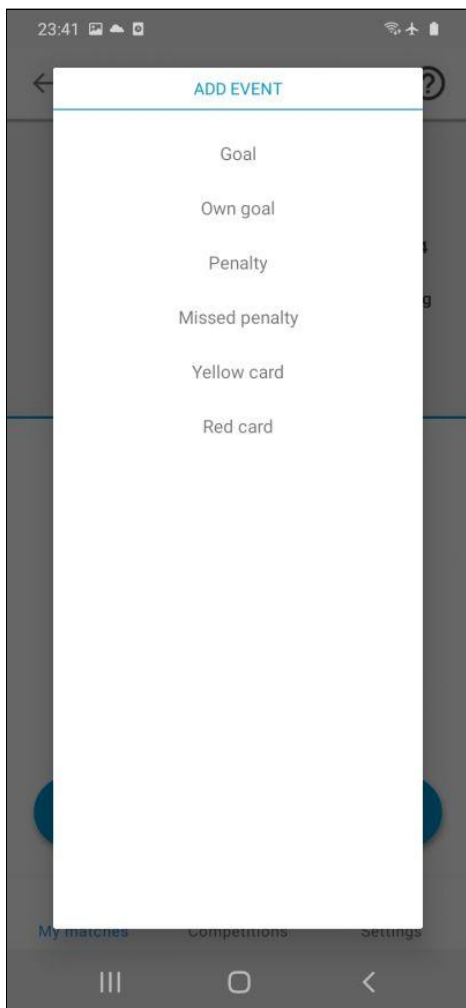 23:41
ADD EVENT
Goal
Own goal
Penalty
Missed penalty
Yellow card
Red card
My matches
Competitions
Settings